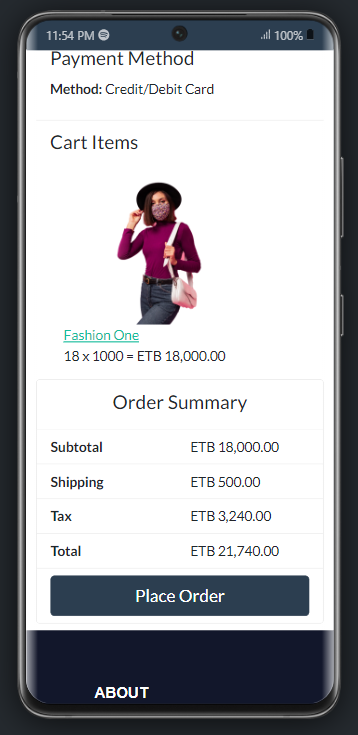 11:54 PM
100%
Payment Method
Method: Credit/Debit Card
Cart Items
Fashion One
18 x 1000 = ETB 18,000.00
Order Summary
Subtotal ETB 18,000.00
Shipping ETB 500.00
Tax ETB 3,240.00
Total ETB 21,740.00
Place Order
ABOUT